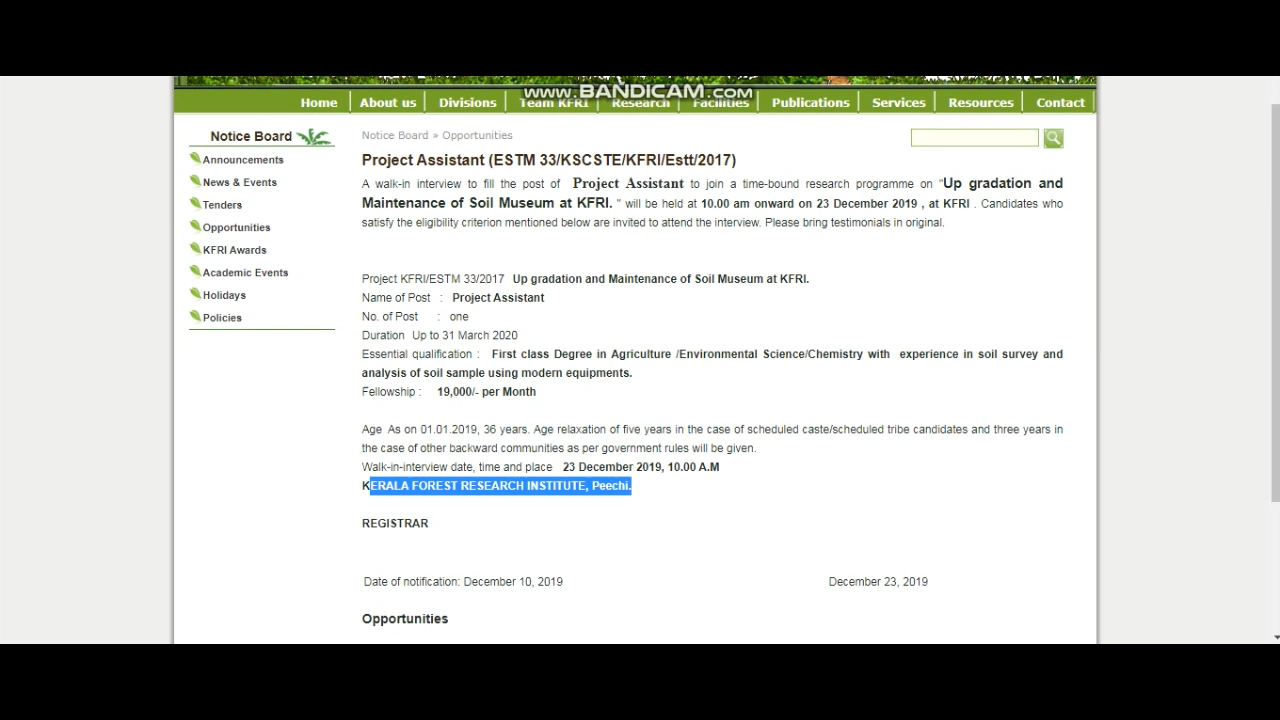 www.BANDICAM.com
Home About us Divisions Team KFRI Research Facilities Publications Services Resources Contact
Notice Board
Announcements
News & Events
Tenders
Opportunities
KFRI Awards
Academic Events
Holidays
Policies
Notice Board » Opportunities
Project Assistant (ESTM 33/KSCSTE/KFRI/Estt/2017)
A walk-in interview to fill the post of Project Assistant to join a time-bound research programme on "Up gradation and
Maintenance of Soil Museum at KFRI. " will be held at 10.00 am onward on 23 December 2019 , at KFRI . Candidates who
satisfy the eligibility criterion mentioned below are invited to attend the interview. Please bring testimonials in original.
Project KFRI/ESTM 33/2017 Up gradation and Maintenance of Soil Museum at KFRI.
Name of Post : Project Assistant
No. of Post : one
Duration Up to 31 March 2020
Essential qualification : First class Degree in Agriculture /Environmental Science/Chemistry with experience in soil survey and
analysis of soil sample using modern equipments.
Fellowship : 19,000/- per Month
Age As on 01.01.2019, 36 years. Age relaxation of five years in the case of scheduled caste/scheduled tribe candidates and three years in
the case of other backward communities as per government rules will be given.
Walk-in-interview date, time and place 23 December 2019, 10.00 A.M
KERALA FOREST RESEARCH INSTITUTE, Peechi.
REGISTRAR
Date of notification: December 10, 2019 December 23, 2019
Opportunities